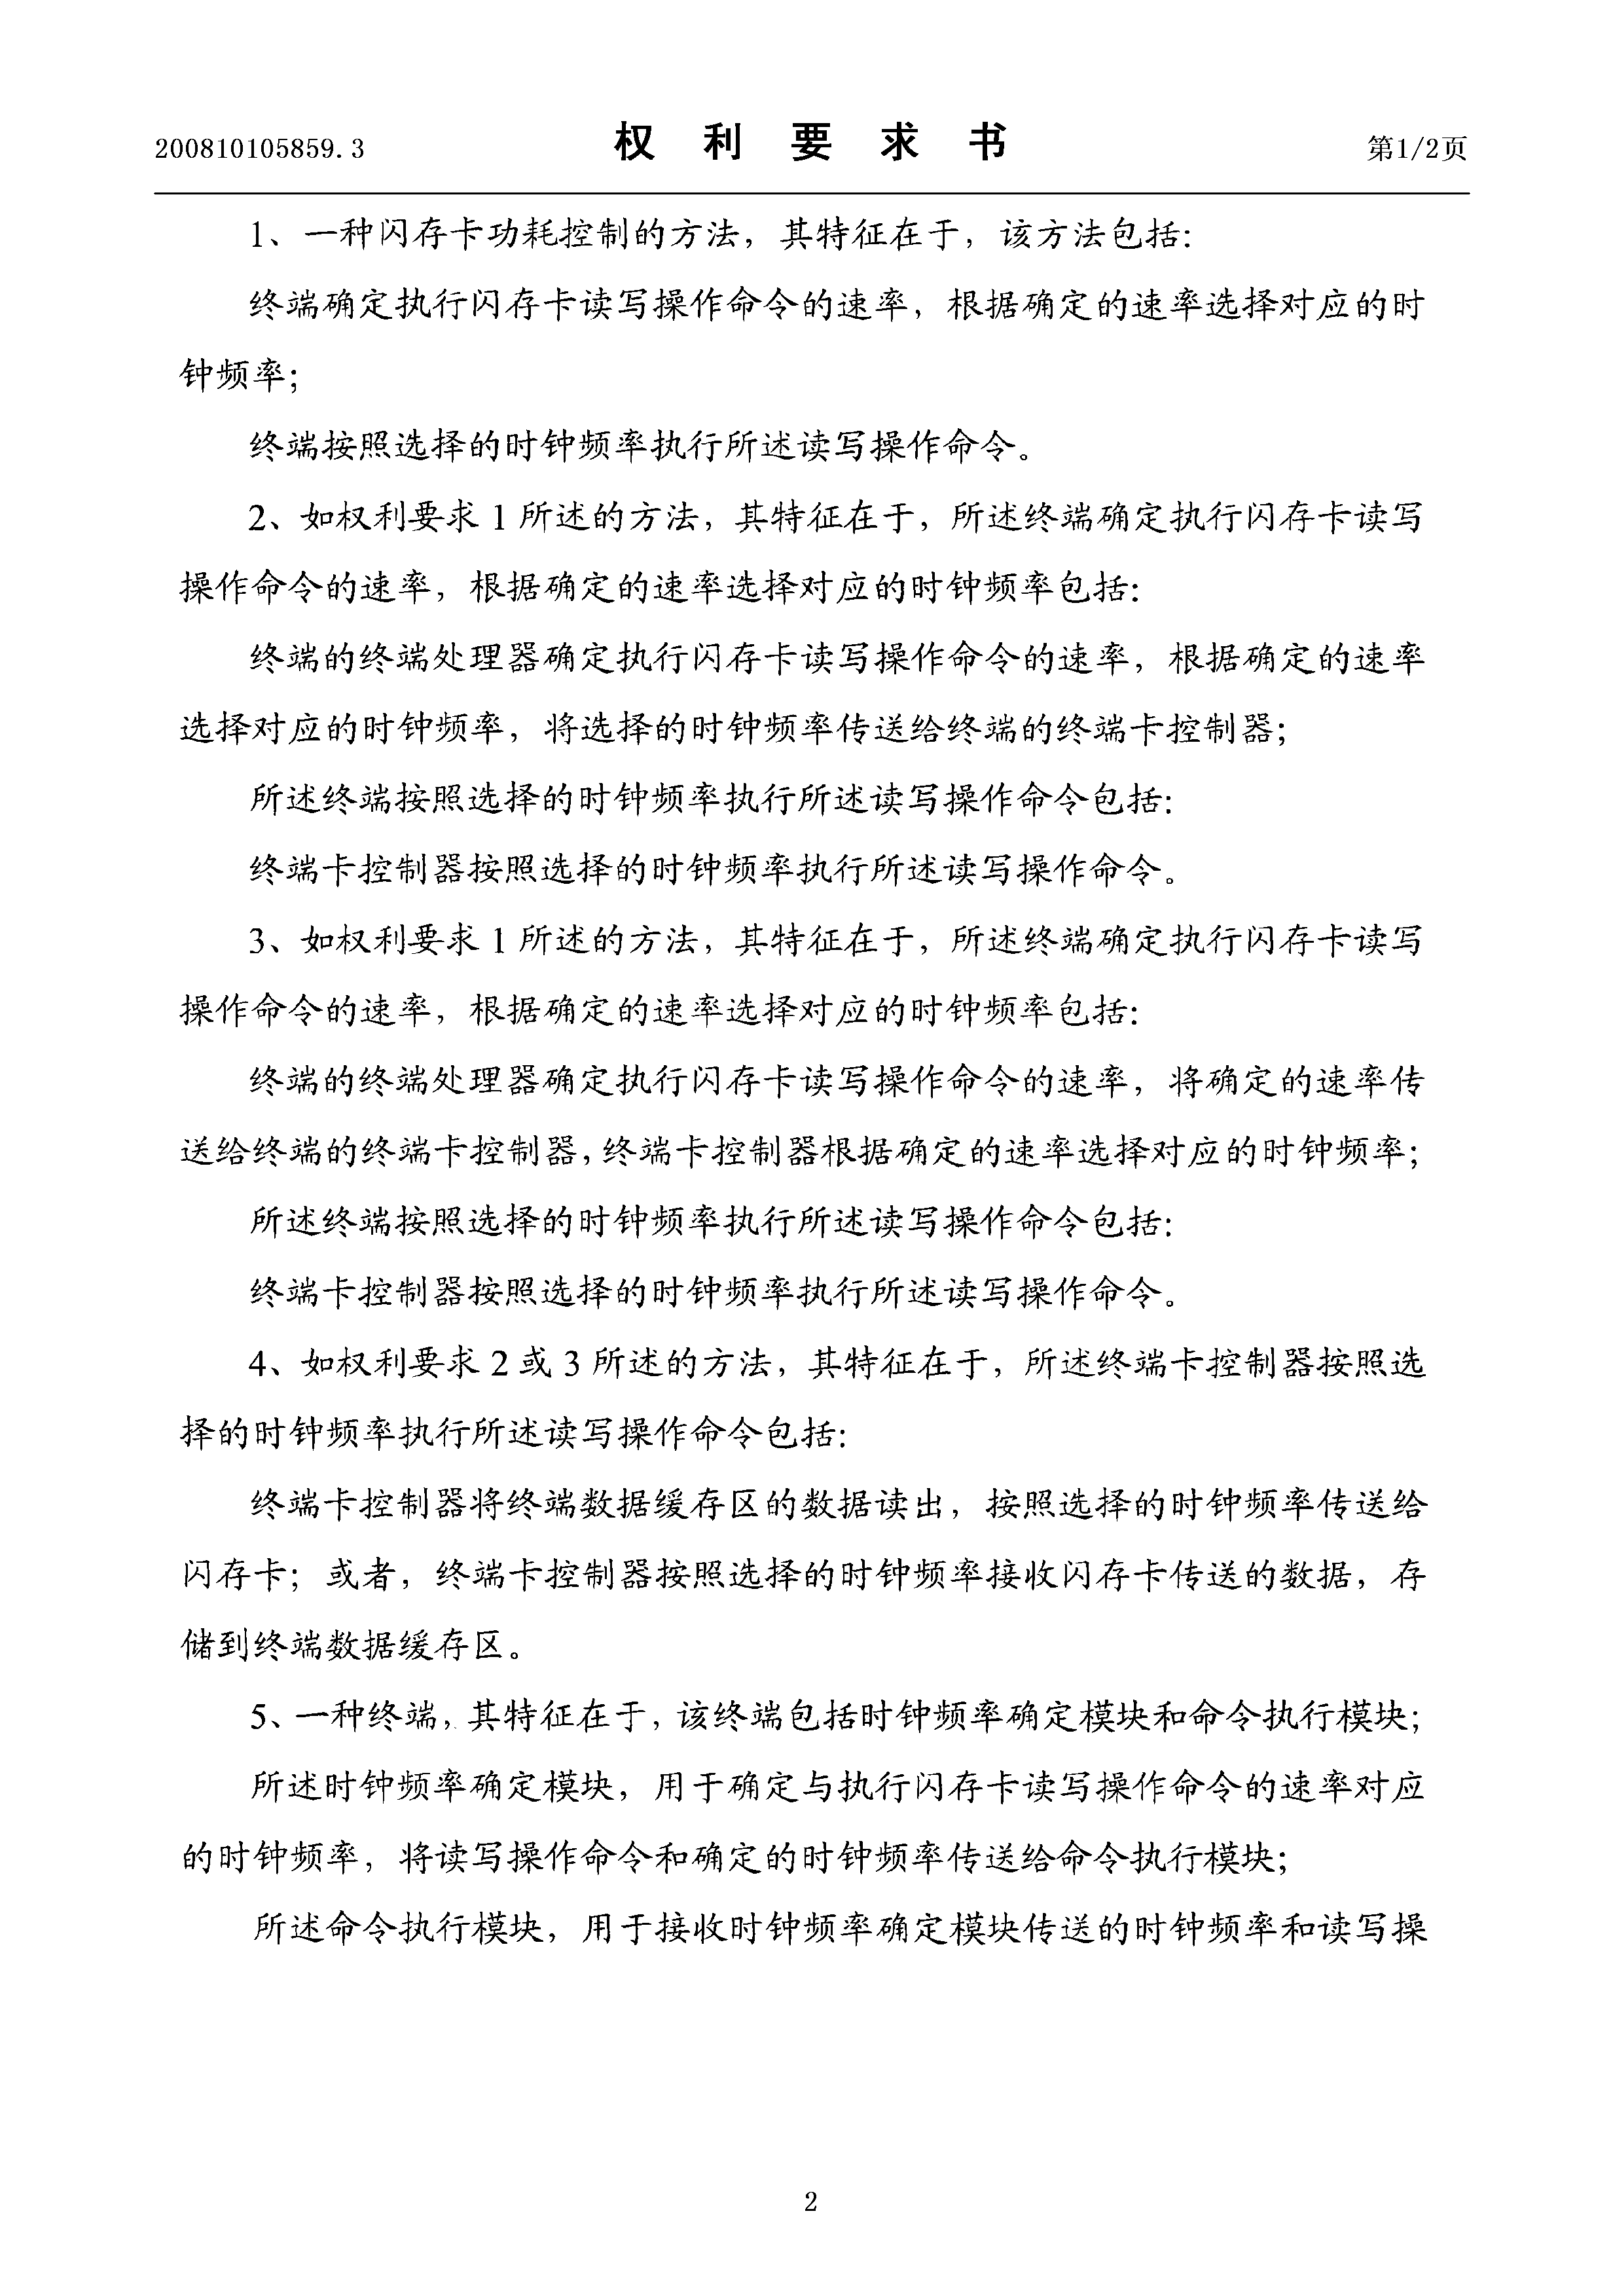 200810105859.3
权利要求书
第1/2页
1、一种闪存卡功耗控制的方法，其特征在于，该方法包括：
终端确定执行闪存卡读写操作命令的速率，根据确定的速率选择对应的时
钟频率；
终端按照选择的时钟频率执行所述读写操作命令。
2、如权利要求 1 所述的方法，其特征在于，所述终端确定执行闪存卡读写
操作命令的速率，根据确定的速率选择对应的时钟频率包括：
终端的终端处理器确定执行闪存卡读写操作命令的速率，根据确定的速率
选择对应的时钟频率，将选择的时钟频率传送给终端的终端卡控制器；
所述终端按照选择的时钟频率执行所述读写操作命令包括：
终端卡控制器按照选择的时钟频率执行所述读写操作命令。
3、如权利要求 1 所述的方法，其特征在于，所述终端确定执行闪存卡读写
操作命令的速率，根据确定的速率选择对应的时钟频率包括：
终端的终端处理器确定执行闪存卡读写操作命令的速率，将确定的速率传
送给终端的终端卡控制器，终端卡控制器根据确定的速率选择对应的时钟频率；
所述终端按照选择的时钟频率执行所述读写操作命令包括：
终端卡控制器按照选择的时钟频率执行所述读写操作命令。
4、如权利要求 2 或 3 所述的方法，其特征在于，所述终端卡控制器按照选
择的时钟频率执行所述读写操作命令包括：
终端卡控制器将终端数据缓存区的数据读出，按照选择的时钟频率传送给
闪存卡；或者，终端卡控制器按照选择的时钟频率接收闪存卡传送的数据，存
储到终端数据缓存区。
5、一种终端，其特征在于，该终端包括时钟频率确定模块和命令执行模块；
所述时钟频率确定模块，用于确定与执行闪存卡读写操作命令的速率对应
的时钟频率，将读写操作命令和确定的时钟频率传送给命令执行模块；
所述命令执行模块，用于接收时钟频率确定模块传送的时钟频率和读写操
2